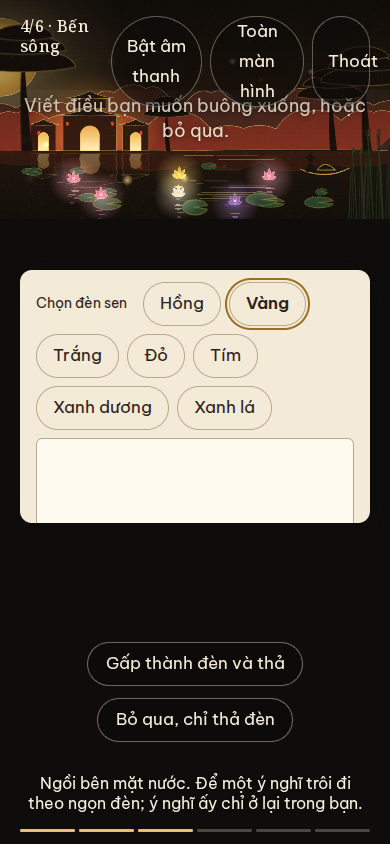 4/6 · Bến
sông
Bật âm
thanh
Toàn
màn
hình
Thoát
Viết điều bạn muốn buông xuống, hoặc
bỏ qua.
Chọn đèn sen
Hồng
Vàng
Trắng
Đỏ
Tím
Xanh dương
Xanh lá
Gấp thành đèn và thả
Bỏ qua, chỉ thả đèn
Ngồi bên mặt nước. Để một ý nghĩ trôi đi
theo ngọn đèn; ý nghĩ ấy chỉ ở lại trong bạn.